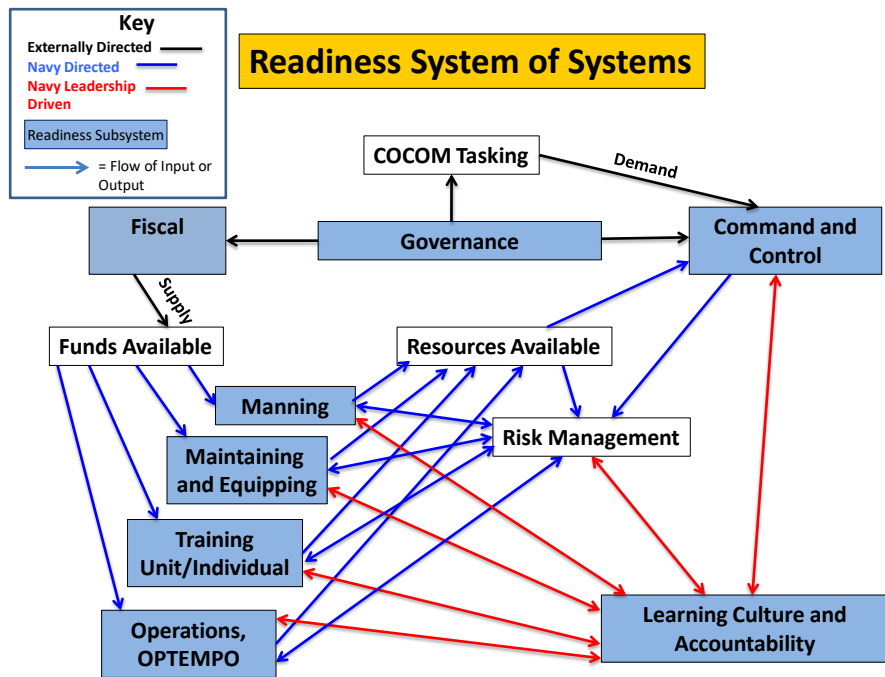 Key
Externally Directed
Navy Directed
Navy Leadership
Driven
Readiness Subsystem
= Flow of Input or
Output
Readiness System of Systems
COCOM Tasking
Demand
Fiscal
Governance
Command and
Control
Supply
Funds Available
Resources Available
Manning
Risk Management
Maintaining
and Equipping
Training
Unit/Individual
Operations,
OPTEMPO
Learning Culture and
Accountability